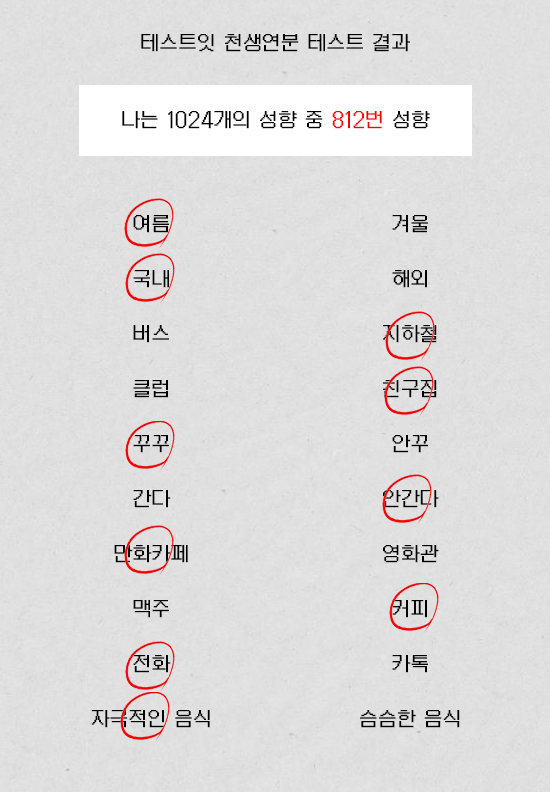 테스트잇 천생연분 테스트 결과
나는 1024개의 성향 중 812번 성향
여름 겨울
국내 해외
버스 지하철
클럽 친구집
꾸꾸 안꾸
간다 안간다
만화카페 영화관
맥주 커피
전화 카톡
자극적인 음식 슴슴한 음식